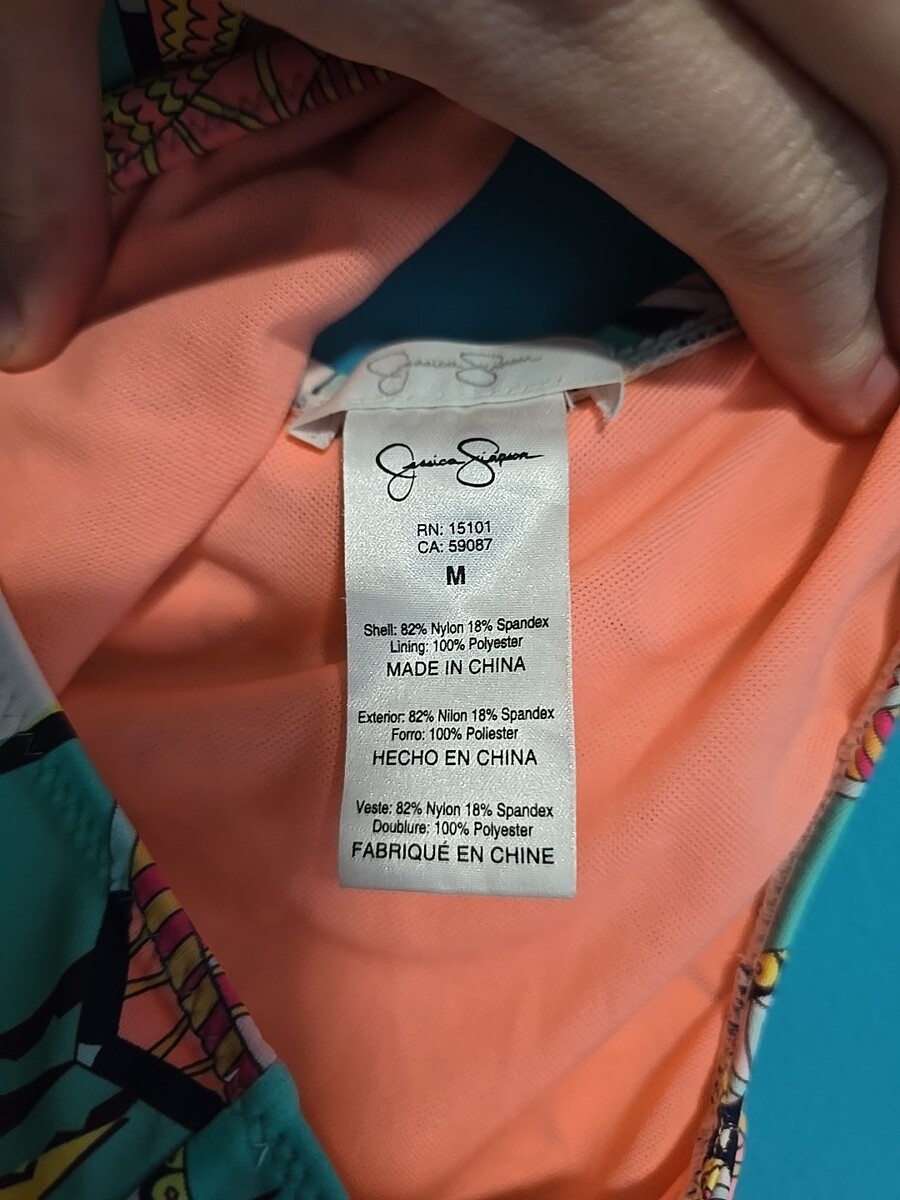 Jessica Simpson
Jessica Simpson
RN: 15101
CA: 59087
M
Shell: 82% Nylon 18% Spandex
Lining: 100% Polyester
MADE IN CHINA
Exterior: 82% Nilon 18% Spandex
Forro: 100% Poliester
HECHO EN CHINA
Veste: 82% Nylon 18% Spandex
Doublure: 100% Polyester
FABRIQUÉ EN CHINE